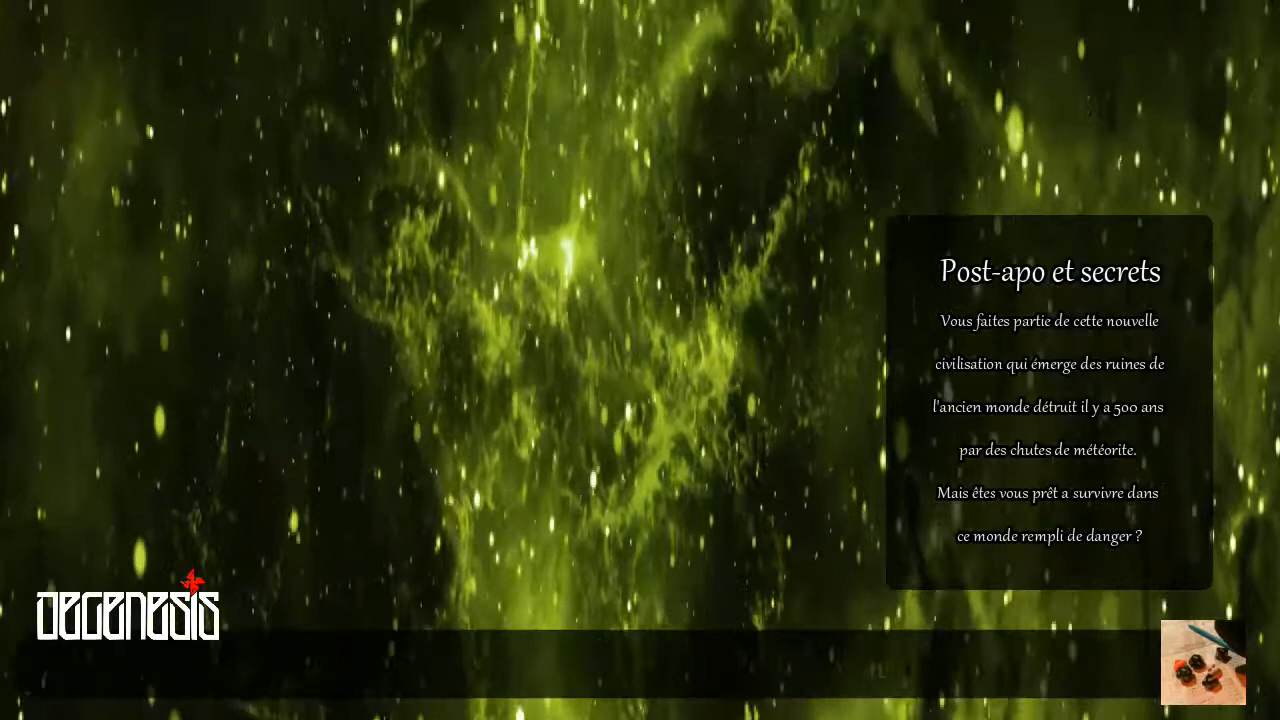 Post-apo et secrets
Vous faites partie de cette nouvelle
civilisation qui émerge des ruines de
l'ancien monde détruit il y a 500 ans
par des chutes de météorite.
Mais êtes vous prêt a survivre dans
ce monde rempli de danger ?
DEGENESIS